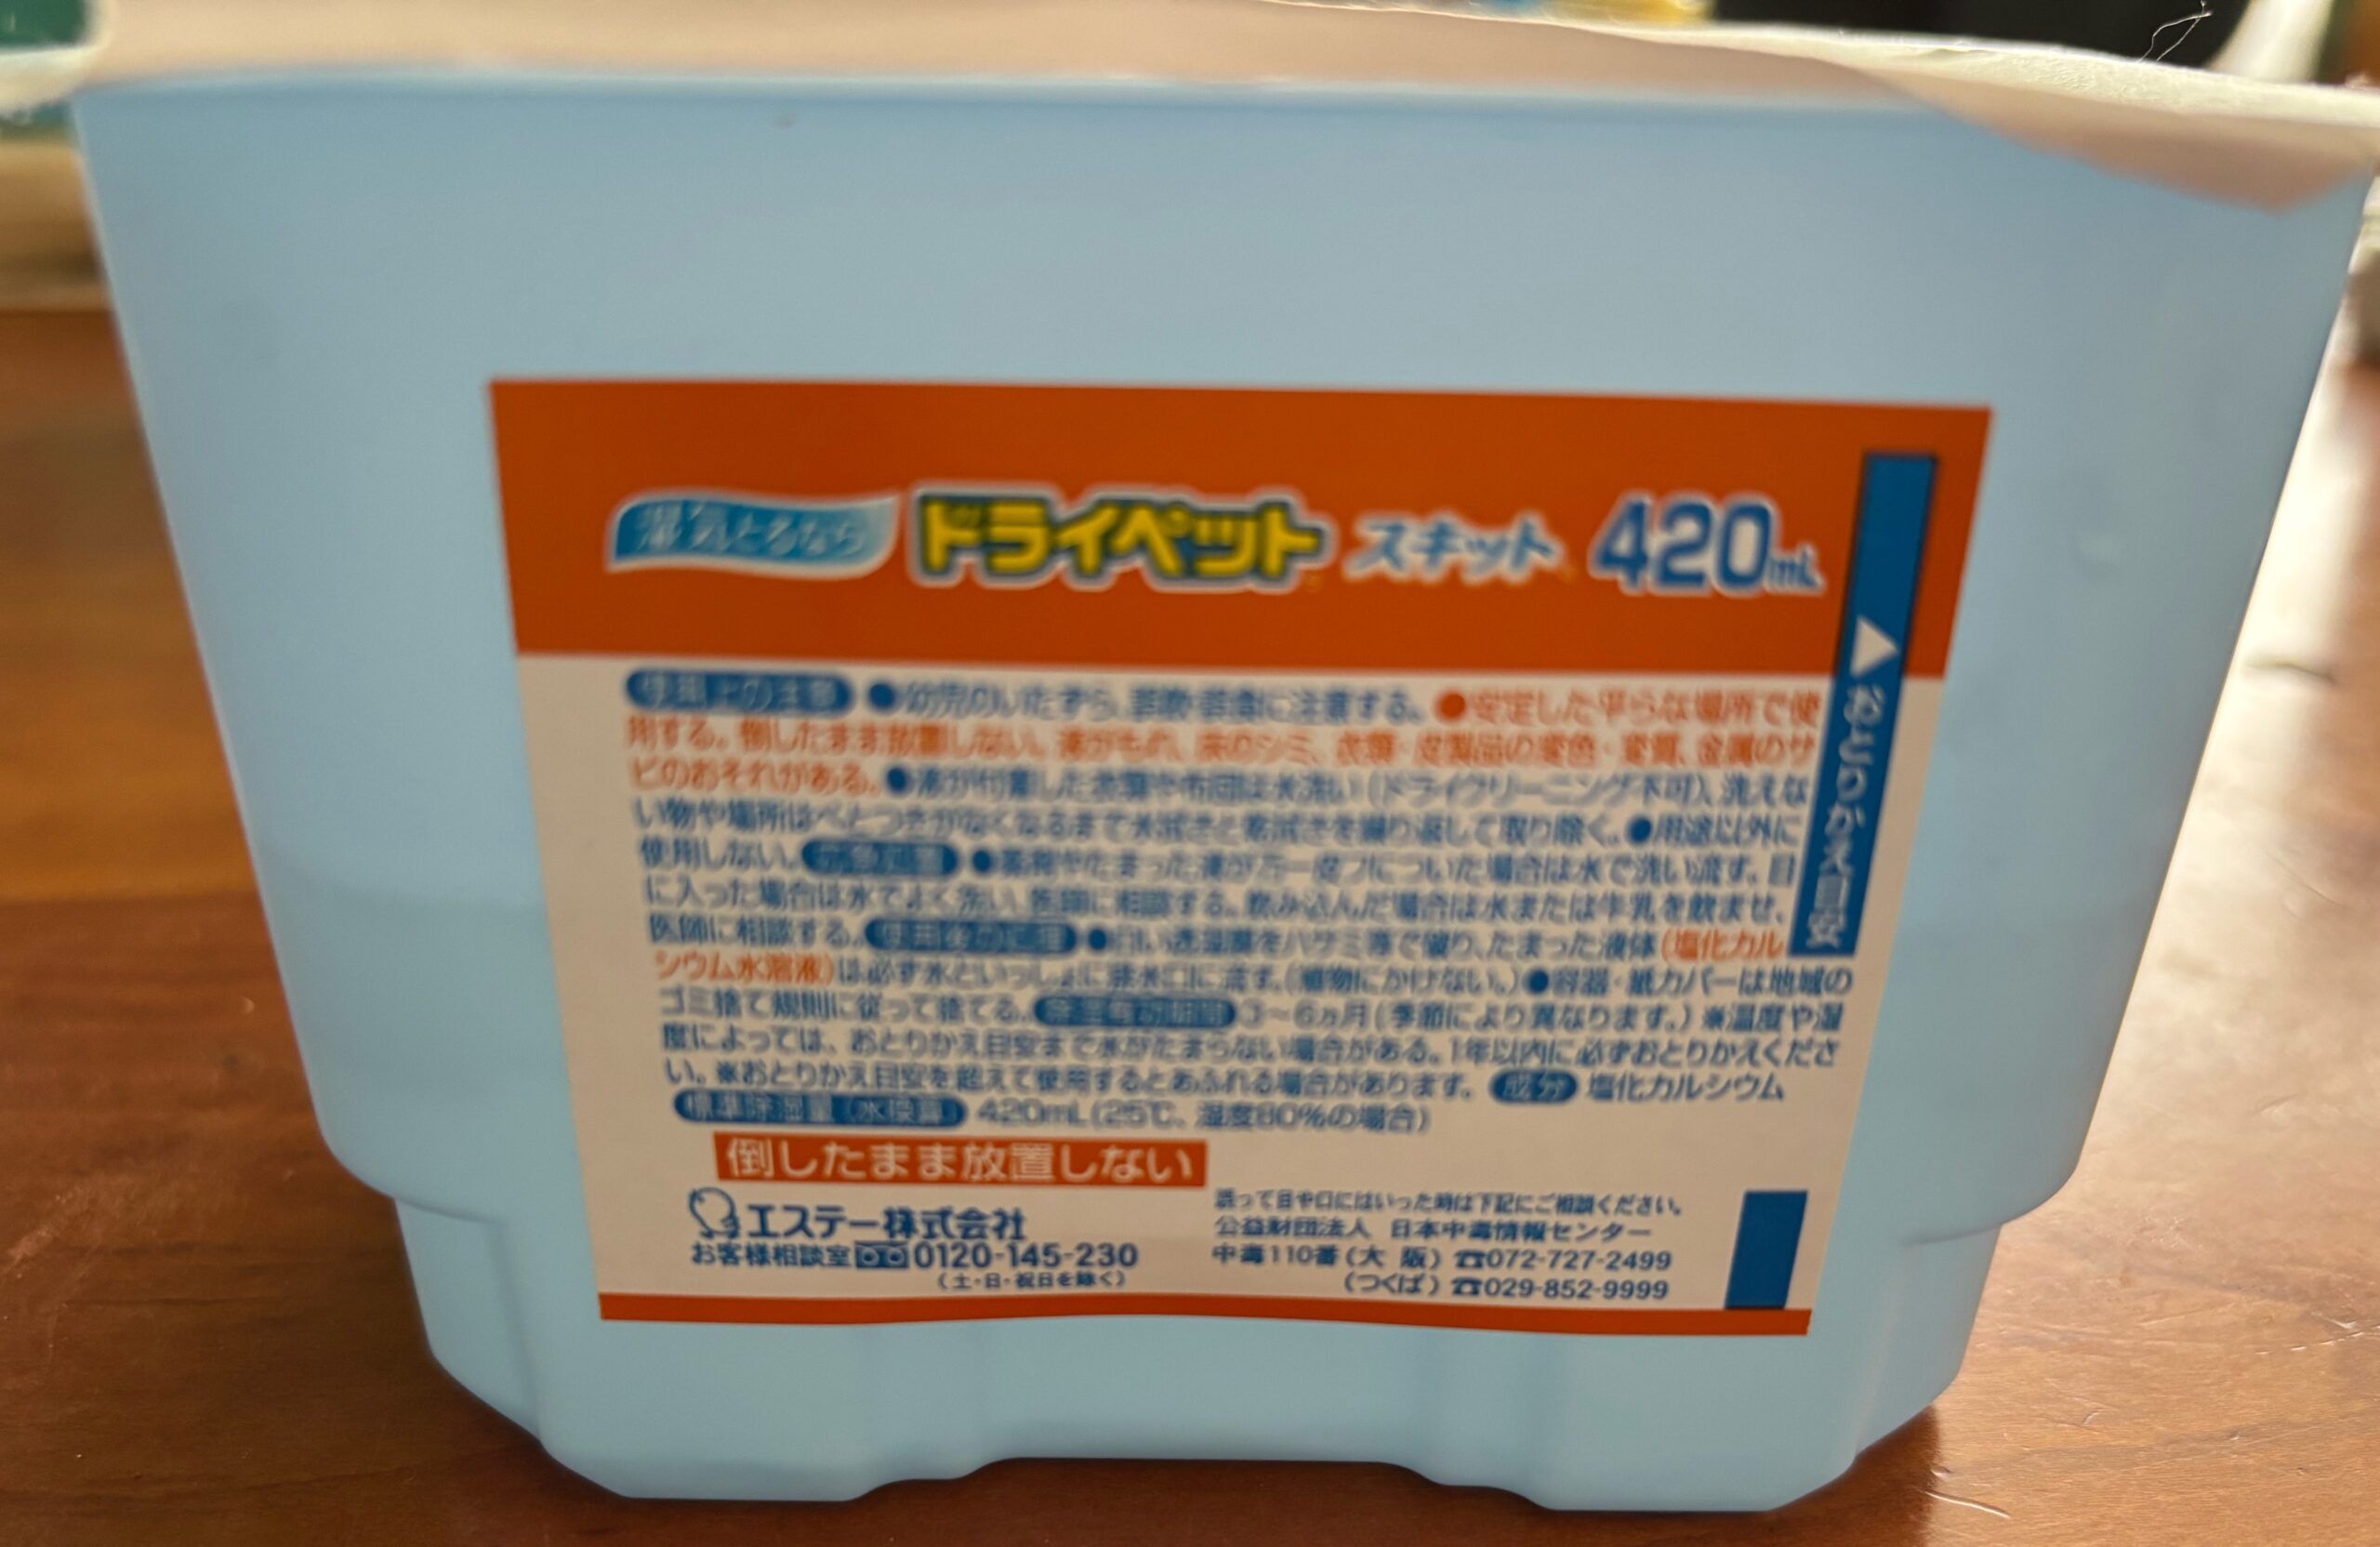 湿気とるなら ドライペット スキット 420mL
使用上の注意 ●幼児のいたずら、誤飲・誤食に注意する。●安定した平らな場所で使
用する。倒したまま放置しない。液がもれ、床のシミ、衣類・皮製品の変色・変質、金属のサ
ビのおそれがある。●液が付着した衣類や布団は水洗い(ドライクリーニング不可)、洗えな
い物や場所はべとつきがなくなるまで水拭きと乾拭きを繰り返して取り除く。●用途以外に
使用しない。応急処置 ●薬剤やたまった液が万一皮フについた場合は水で洗い流す。目
に入った場合は水でよく洗い、医師に相談する。飲み込んだ場合は水または牛乳を飲ませ、
医師に相談する。使用後の処理 ●白い透湿膜をハサミ等で破り、たまった液体(塩化カル
シウム水溶液)は必ず水といっしょに排水口に流す。(植物にかけない。)●容器・紙カバーは地域の
ゴミ捨て規則に従って捨てる。除湿有効期間 3〜6ヵ月(季節により異なります。)※温度や湿
度によっては、おとりかえ目安まで水がたまらない場合がある。1年以内に必ずおとりかえくださ
い。※おとりかえ目安を超えて使用するとあふれる場合があります。 成分 塩化カルシウム
標準除湿量(水換算) 420mL(25℃、湿度80%の場合)
おとりかえ目安
倒したまま放置しない
エステー株式会社
お客様相談室 0120-145-230
(土・日・祝日を除く)
誤って目や口にはいった時は下記にご相談ください。
公益財団法人 日本中毒情報センター
中毒110番(大 阪)☎072-727-2499
(つくば)☎029-852-9999